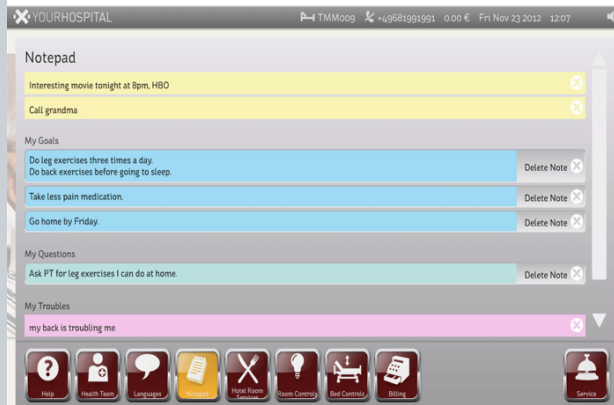 YOURHOSPITAL
TMM009 +49681991991 0.00 € Fri Nov 23 2012 12:07
Notepad
Interesting movie tonight at 8pm, HBO
Call grandma
My Goals
Do leg exercises three times a day.
Do back exercises before going to sleep.
Delete Note
Take less pain medication.
Delete Note
Go home by Friday.
Delete Note
My Questions
Ask PT for leg exercises I can do at home.
Delete Note
My Troubles
my back is troubling me
Help
Health Team
Languages
Notepad
Hotel Room
Services
Room Controls
Bed Controls
Billing
Service